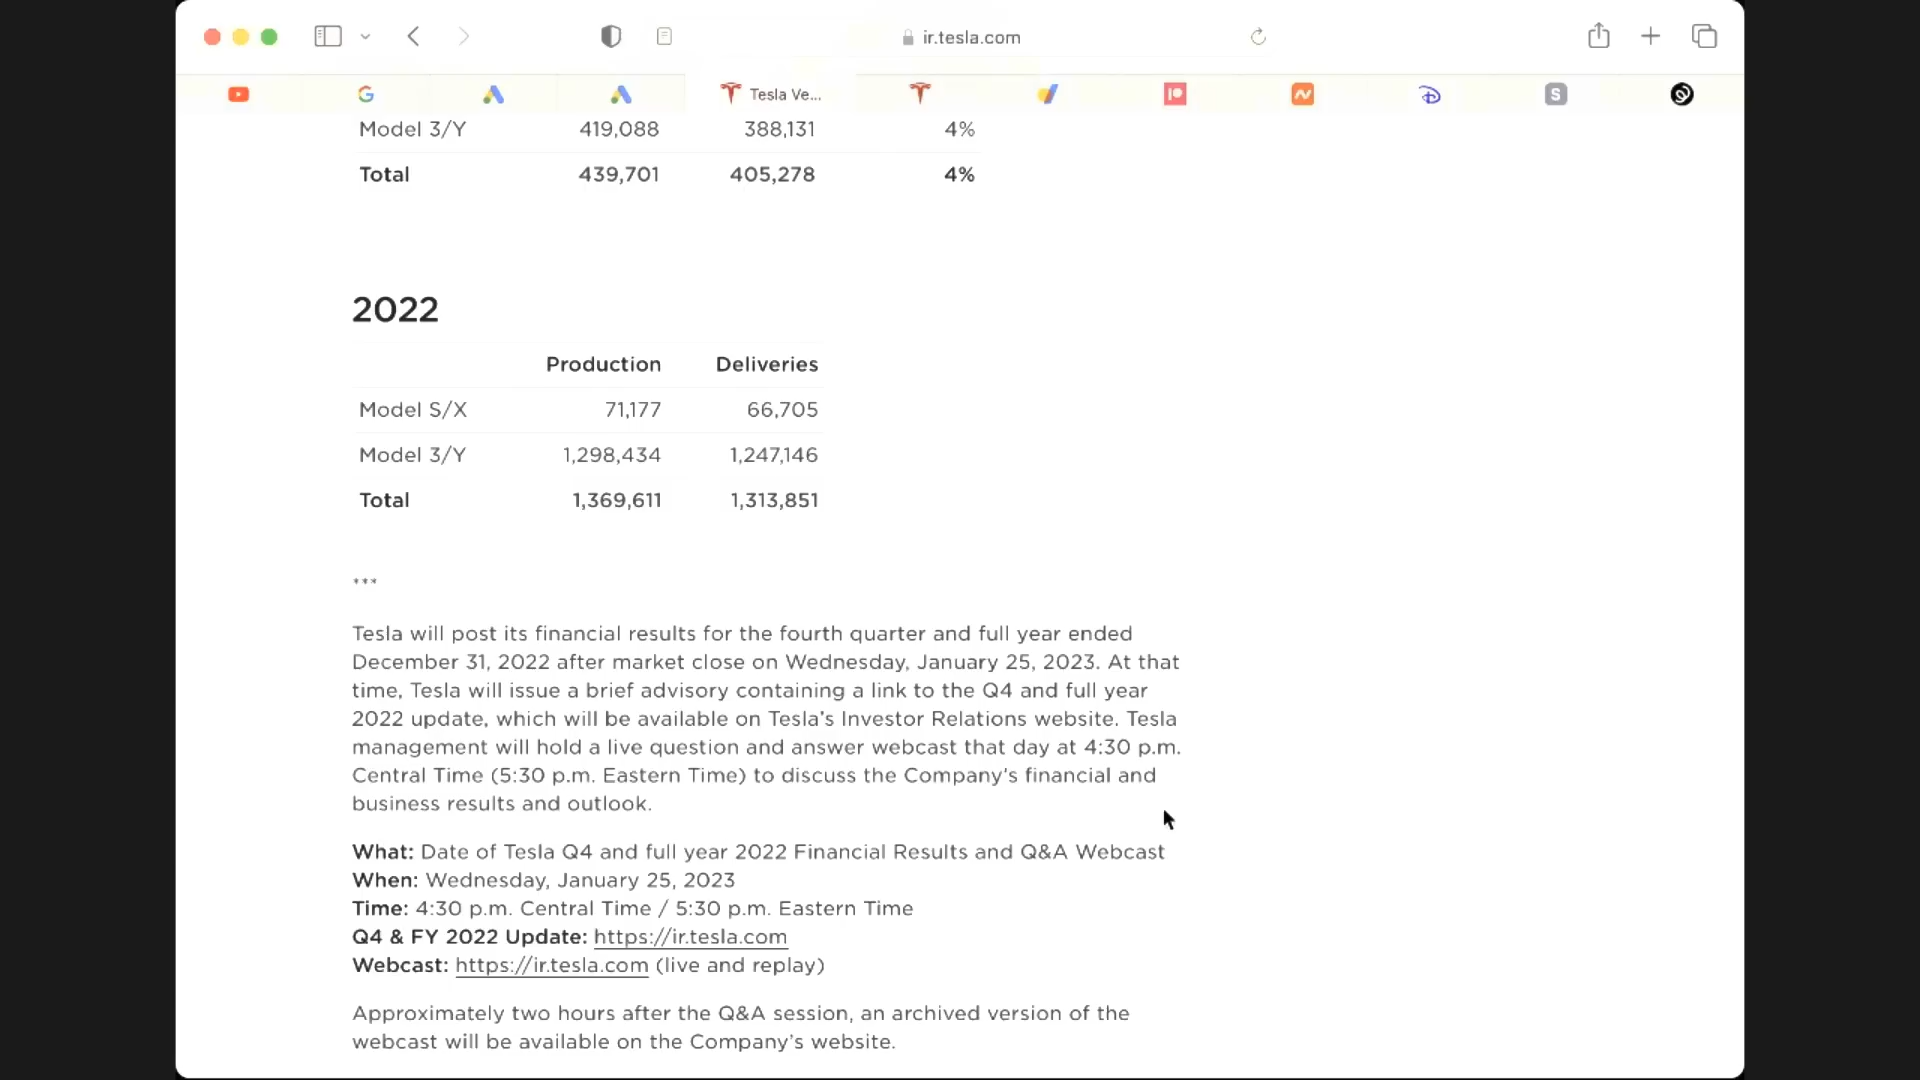 ir.tesla.com
Tesla Ve...
S
Model 3/Y 419,088 388,131 4%
Total 439,701 405,278 4%
2022
Production Deliveries
Model S/X 71,177 66,705
Model 3/Y 1,298,434 1,247,146
Total 1,369,611 1,313,851
***
Tesla will post its financial results for the fourth quarter and full year ended
December 31, 2022 after market close on Wednesday, January 25, 2023. At that
time, Tesla will issue a brief advisory containing a link to the Q4 and full year
2022 update, which will be available on Tesla’s Investor Relations website. Tesla
management will hold a live question and answer webcast that day at 4:30 p.m.
Central Time (5:30 p.m. Eastern Time) to discuss the Company’s financial and
business results and outlook.
What: Date of Tesla Q4 and full year 2022 Financial Results and Q&A Webcast
When: Wednesday, January 25, 2023
Time: 4:30 p.m. Central Time / 5:30 p.m. Eastern Time
Q4 & FY 2022 Update: https://ir.tesla.com
Webcast: https://ir.tesla.com (live and replay)
Approximately two hours after the Q&A session, an archived version of the
webcast will be available on the Company’s website.